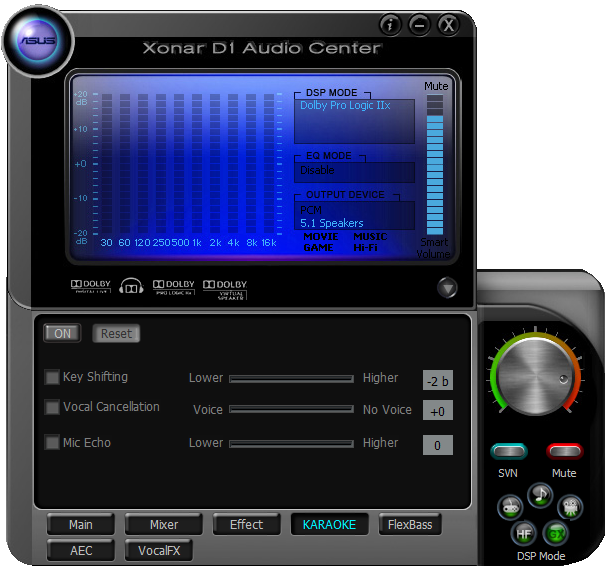 i
ASUS
Xonar D1 Audio Center
Mute
+20
dB
+10
+0
-10
-20
dB
30 60 120 250 500 1k 2k 4k 8k 16k
DSP MODE
Dolby Pro Logic IIx
EQ MODE
Disable
OUTPUT DEVICE
PCM
5.1 Speakers
MOVIE MUSIC
GAME HI-FI
Smart
Volume
DOLBY
DIGITAL LIVE
DOLBY
PRO LOGIC IIx
DOLBY
VIRTUAL
SPEAKER
ON Reset
Key Shifting Lower Higher -2 b
Vocal Cancellation Voice No Voice +0
Mic Echo Lower Higher 0
SVN Mute
HF GX
DSP Mode
Main Mixer Effect KARAOKE FlexBass
AEC VocalFX